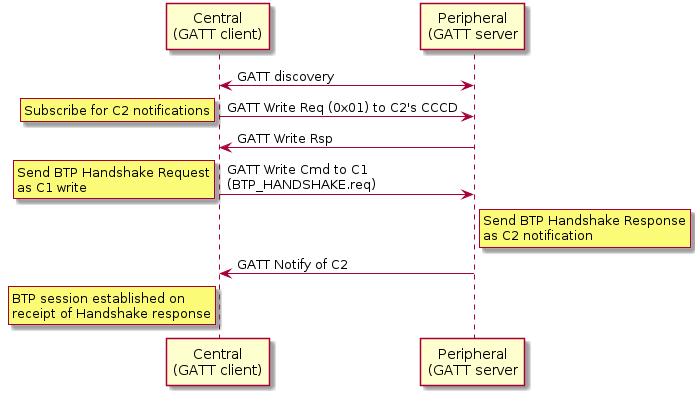 Central
(GATT client)
Peripheral
(GATT server
GATT discovery
Subscribe for C2 notifications
GATT Write Req (0x01) to C2's CCCD
GATT Write Rsp
Send BTP Handshake Request
as C1 write
GATT Write Cmd to C1
(BTP_HANDSHAKE.req)
Send BTP Handshake Response
as C2 notification
GATT Notify of C2
BTP session established on
receipt of Handshake response
Central
(GATT client)
Peripheral
(GATT server